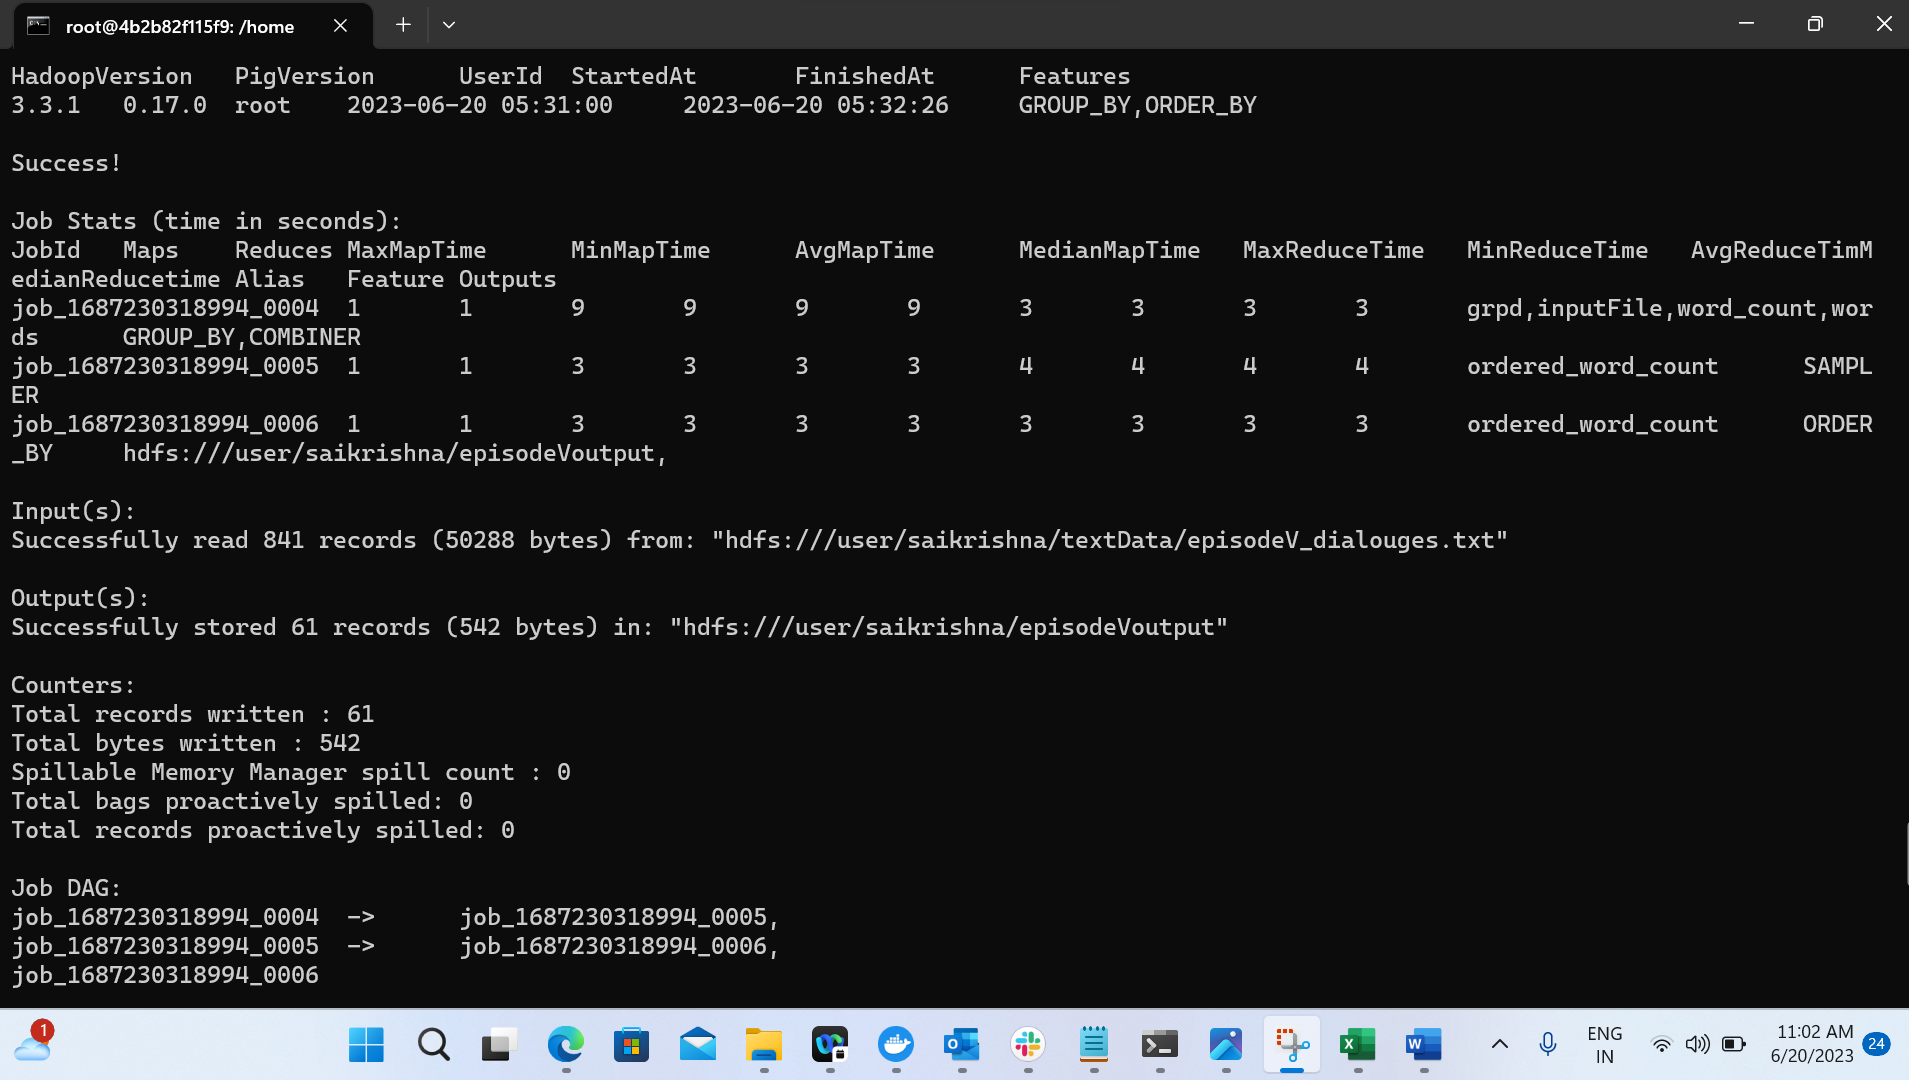 root@4b2b82f115f9: /home
HadoopVersion PigVersion UserId StartedAt FinishedAt Features
3.3.1 0.17.0 root 2023-06-20 05:31:00 2023-06-20 05:32:26 GROUP_BY,ORDER_BY
Success!
Job Stats (time in seconds):
JobId Maps Reduces MaxMapTime MinMapTime AvgMapTime MedianMapTime MaxReduceTime MinReduceTime AvgReduceTimM
edianReducetime Alias Feature Outputs
job_1687230318994_0004 1 1 9 9 9 9 3 3 3 3 grpd,inputFile,word_count,wor
ds GROUP_BY,COMBINER
job_1687230318994_0005 1 1 3 3 3 3 4 4 4 4 ordered_word_count SAMPL
ER
job_1687230318994_0006 1 1 3 3 3 3 3 3 3 3 ordered_word_count ORDER
_BY hdfs:///user/saikrishna/episodeVoutput,
Input(s):
Successfully read 841 records (50288 bytes) from: "hdfs:///user/saikrishna/textData/episodeV_dialouges.txt"
Output(s):
Successfully stored 61 records (542 bytes) in: "hdfs:///user/saikrishna/episodeVoutput"
Counters:
Total records written : 61
Total bytes written : 542
Spillable Memory Manager spill count : 0
Total bags proactively spilled: 0
Total records proactively spilled: 0
Job DAG:
job_1687230318994_0004 -> job_1687230318994_0005,
job_1687230318994_0005 -> job_1687230318994_0006,
job_1687230318994_0006
1
ENG
IN
11:02 AM
6/20/2023
24